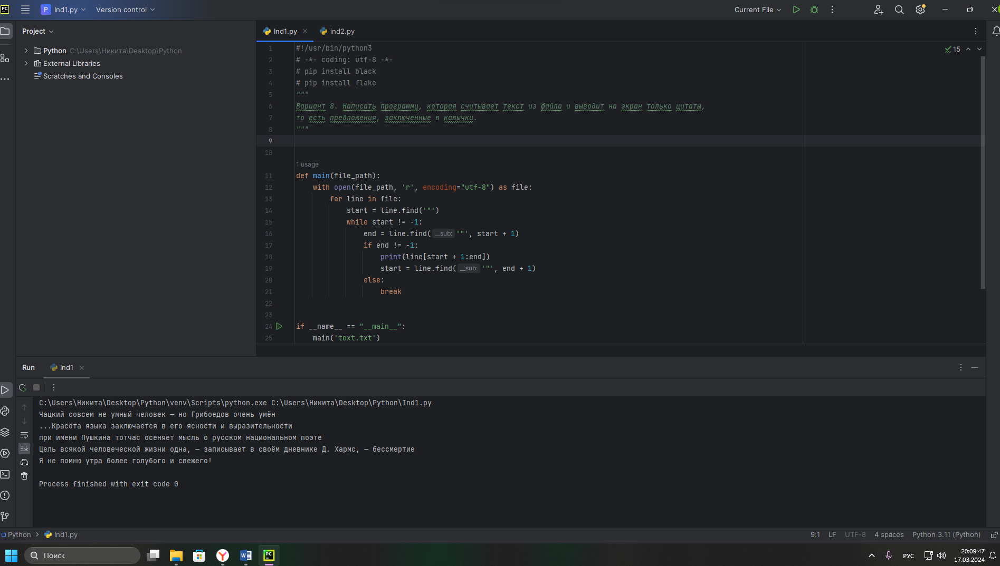 PC
P Ind1.py
Version control
Current File
Project
Python C:\Users\Никита\Desktop\Python
External Libraries
Scratches and Consoles
Ind1.py
ind2.py
15
1 #!/usr/bin/python3
2 # -*- coding: utf-8 -*-
3 # pip install black
4 # pip install flake
5 """
6 Вариант 8. Написать программу, которая считывает текст из файла и выводит на экран только цитаты,
7 то есть предложения, заключенные в кавычки.
8 """
9
10
1 usage
11 def main(file_path):
12 with open(file_path, 'r', encoding="utf-8") as file:
13 for line in file:
14 start = line.find('"')
15 while start != -1:
16 end = line.find( __sub: '"', start + 1)
17 if end != -1:
18 print(line[start + 1:end])
19 start = line.find( __sub: '"', end + 1)
20 else:
21 break
22
23
24 if __name__ == "__main__":
25 main('text.txt')
Run
Ind1
C:\Users\Никита\Desktop\Python\venv\Scripts\python.exe C:\Users\Никита\Desktop\Python\Ind1.py
Чацкий совсем не умный человек — но Грибоедов очень умён
...Красота языка заключается в его ясности и выразительности
при имени Пушкина тотчас осеняет мысль о русском национальном поэте
Цель всякой человеческой жизни одна, — записывает в своём дневнике Д. Хармс, — бессмертие
Я не помню утра более голубого и свежего!
Process finished with exit code 0
Python
Ind1.py
9:1
LF
UTF-8
4 spaces
Python 3.11 (Python)
Поиск
W
PC
РУС
20:09:47
17.03.2024